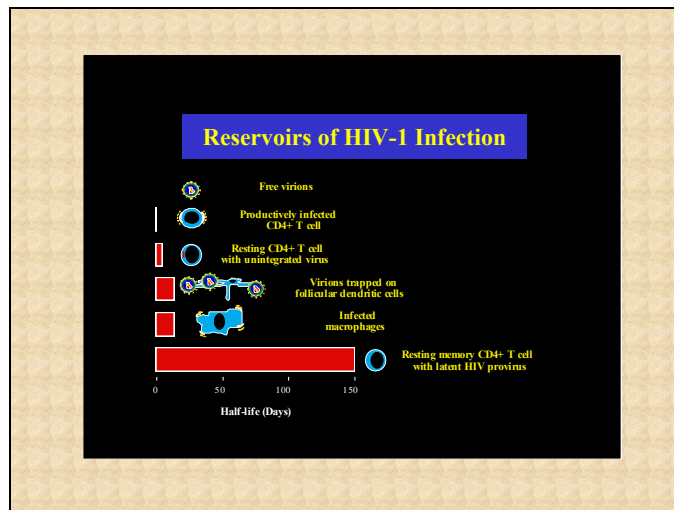 Reservoirs of HIV-1 Infection
Free virions
Productively infected
CD4+ T cell
Resting CD4+ T cell
with unintegrated virus
Virions trapped on
follicular dendritic cells
Infected
macrophages
Resting memory CD4+ T cell
with latent HIV provirus
0 50 100 150
Half-life (Days)